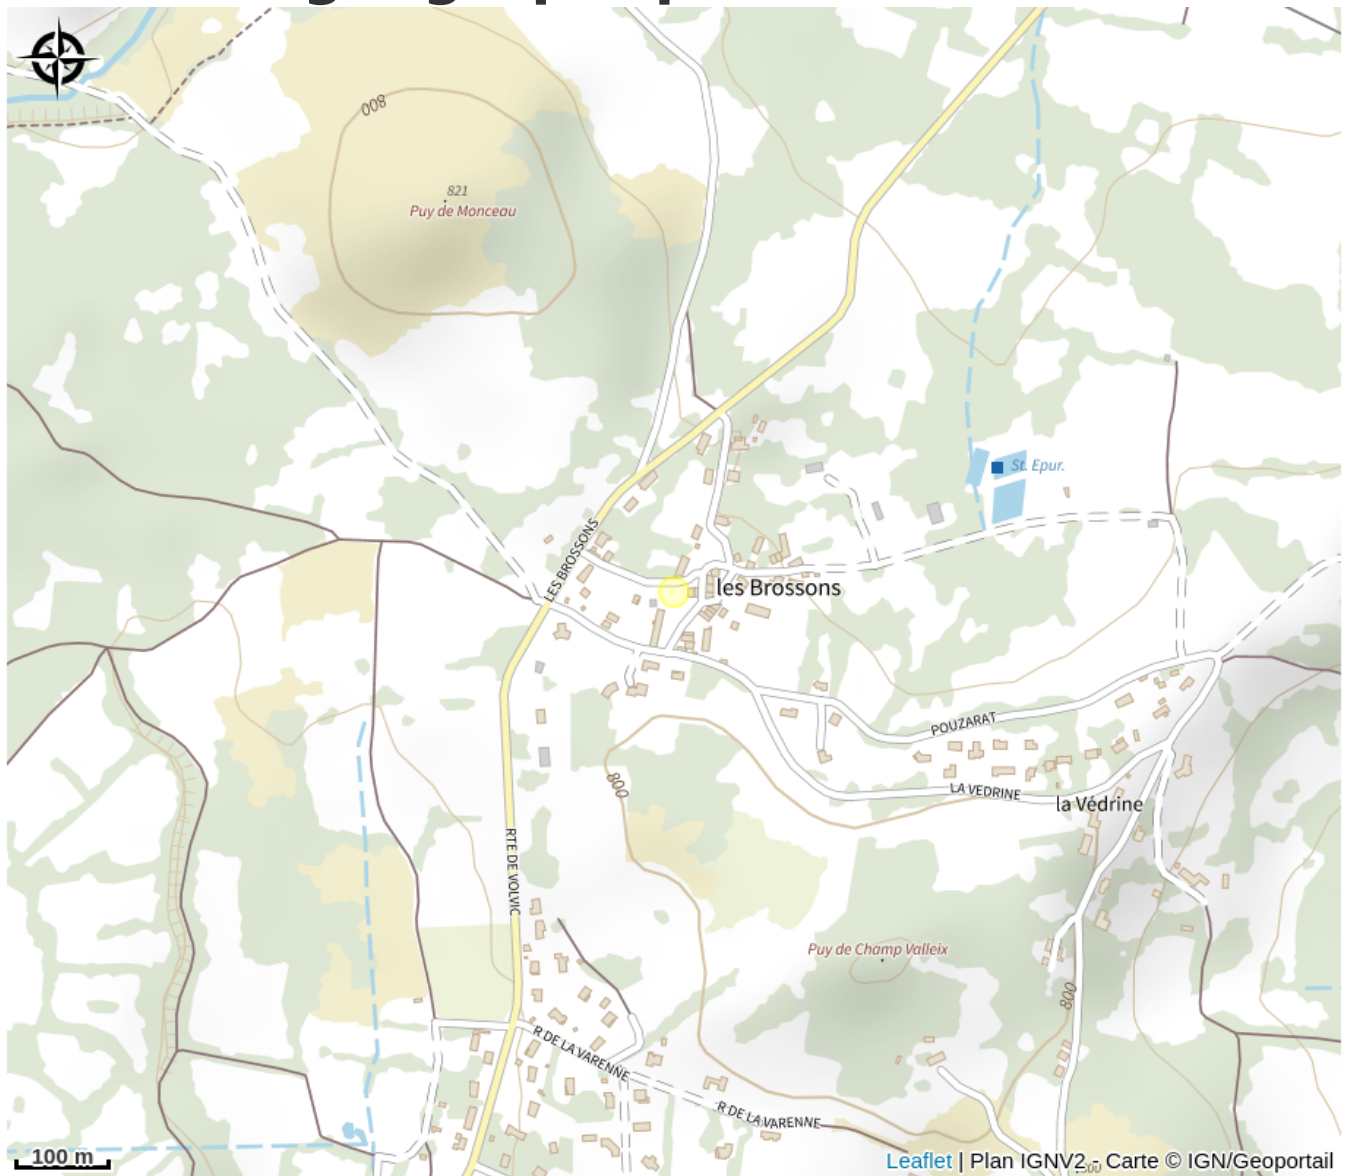 800
821
Puy de Monceau
St. Epur.
LES BROSSONS
les Brossons
POUZARAT
800
LA VEDRINE
la Védrine
RTE DE VOLVIC
Puy de Champ Valleix
800
R DE LA VARENNE
R DE LA VARENNE
100 m
Leaflet | Plan IGNV2 - Carte © IGN/Geoportail